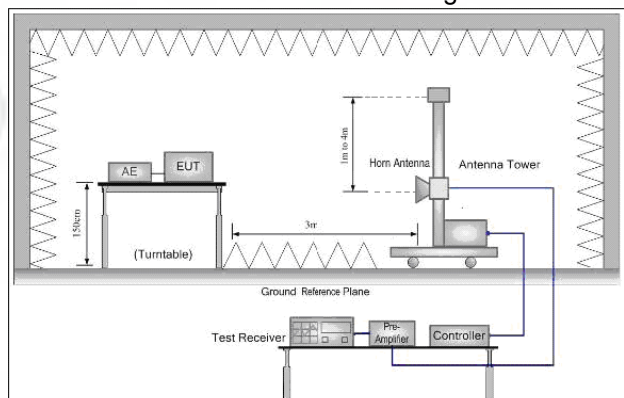 1m to 4m
Horn Antenna
Antenna Tower
AE
EUT
150cm
(Turntable)
3m
Ground Reference Plane
Test Receiver
Pre-
Amplifier
Controller